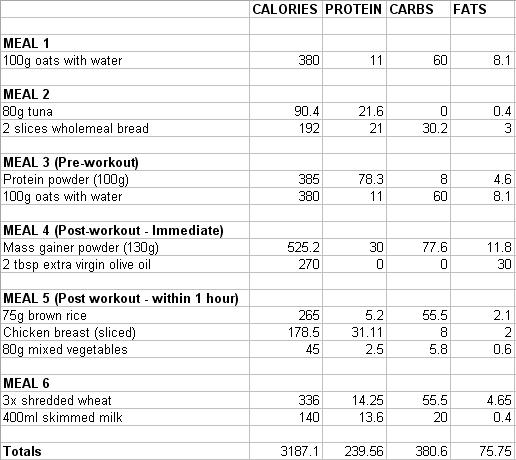 CALORIES PROTEIN CARBS FATS
MEAL 1
100g oats with water 380 11 60 8.1
MEAL 2
80g tuna 90.4 21.6 0 0.4
2 slices wholemeal bread 192 21 30.2 3
MEAL 3 (Pre-workout)
Protein powder (100g) 385 78.3 8 4.6
100g oats with water 380 11 60 8.1
MEAL 4 (Post-workout - Immediate)
Mass gainer powder (130g) 525.2 30 77.6 11.8
2 tbsp extra virgin olive oil 270 0 0 30
MEAL 5 (Post workout - within 1 hour)
75g brown rice 265 5.2 55.5 2.1
Chicken breast (sliced) 178.5 31.11 8 2
80g mixed vegetables 45 2.5 5.8 0.6
MEAL 6
3x shredded wheat 336 14.25 55.5 4.65
400ml skimmed milk 140 13.6 20 0.4
Totals 3187.1 239.56 380.6 75.75